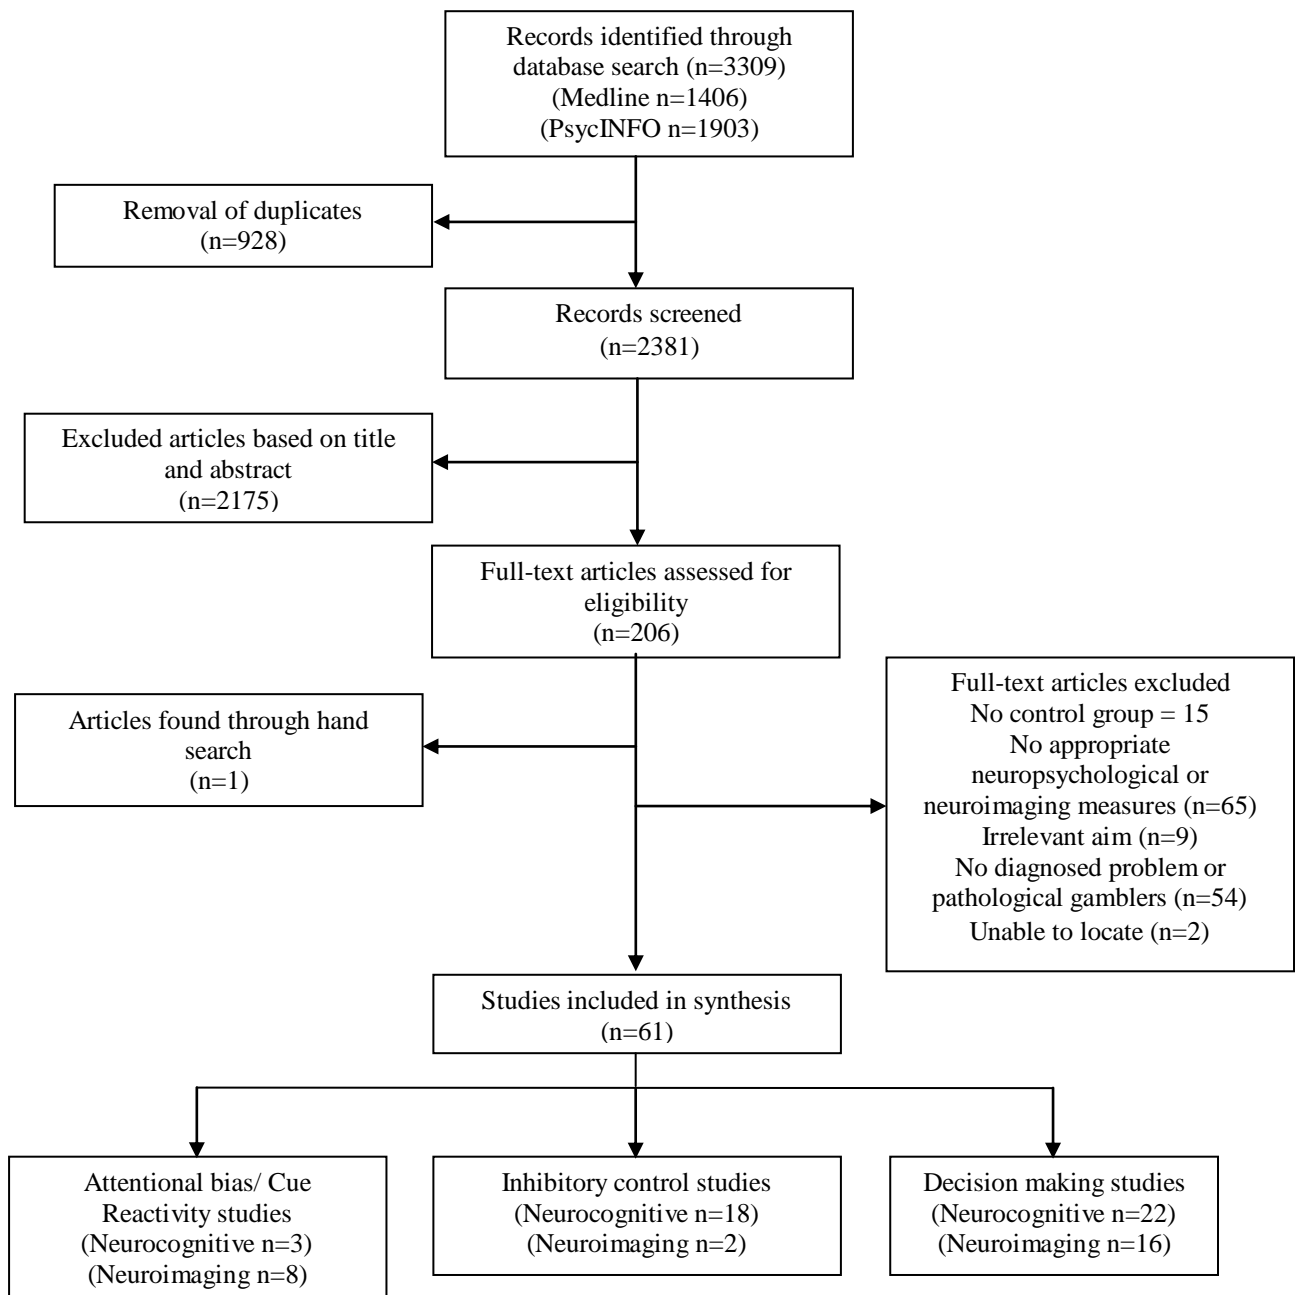 Records identified through
database search (n=3309)
(Medline n=1406)
(PsycINFO n=1903)
Removal of duplicates
(n=928)
Records screened
(n=2381)
Excluded articles based on title
and abstract
(n=2175)
Full-text articles assessed for
eligibility
(n=206)
Articles found through hand
search
(n=1)
Full-text articles excluded
No control group = 15
No appropriate
neuropsychological or
neuroimaging measures (n=65)
Irrelevant aim (n=9)
No diagnosed problem or
pathological gamblers (n=54)
Unable to locate (n=2)
Studies included in synthesis
(n=61)
Attentional bias/ Cue
Reactivity studies
(Neurocognitive n=3)
(Neuroimaging n=8)
Inhibitory control studies
(Neurocognitive n=18)
(Neuroimaging n=2)
Decision making studies
(Neurocognitive n=22)
(Neuroimaging n=16)